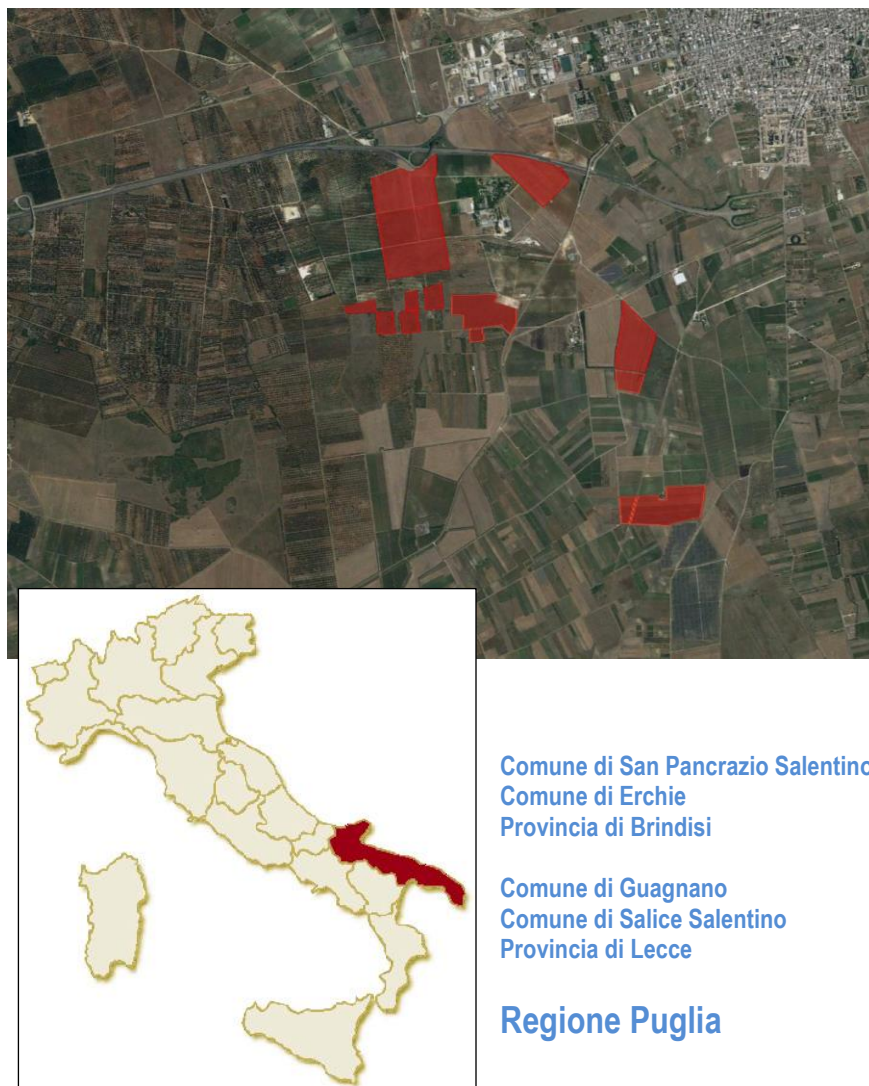 Comune di San Pancrazio Salentino
Comune di Erchie
Provincia di Brindisi
Comune di Guagnano
Comune di Salice Salentino
Provincia di Lecce
Regione Puglia